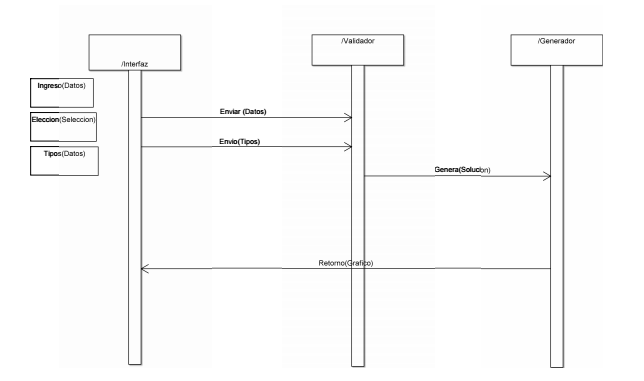 /Interfaz
/Validador
/Generador
Ingreso(Datos)
Eleccion(Seleccion)
Tipos(Datos)
Enviar (Datos)
Envio(Tipos)
Genera(Solucion)
Retorno(Grafico)